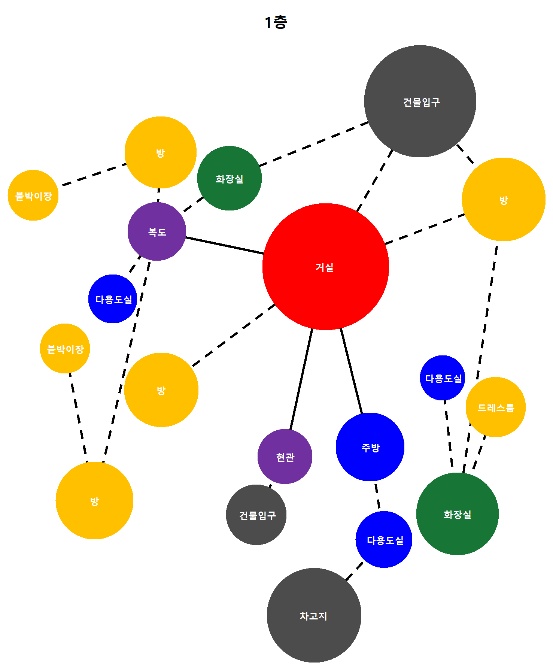 1층
건물입구
방
화장실
붙박이장
방
복도
거실
다용도실
붙박이장
방
다용도실
드레스룸
주방
현관
방
건물입구
화장실
다용도실
차고지